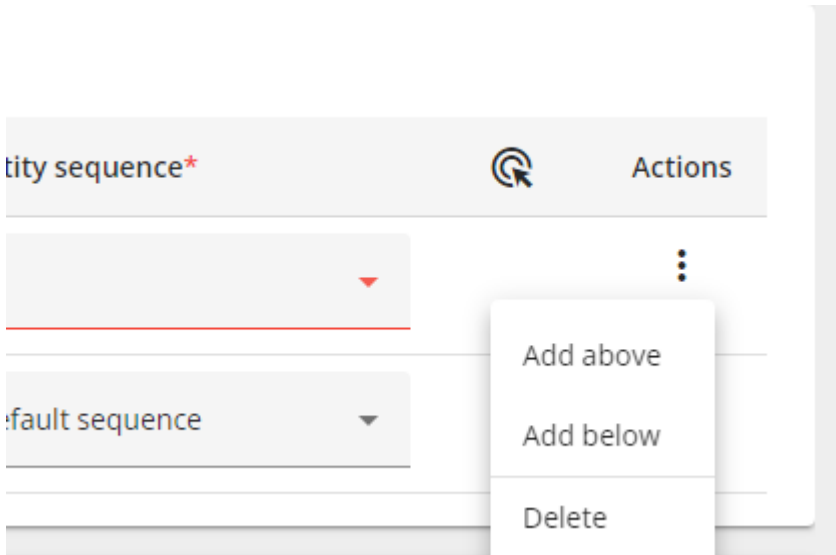 tity sequence*
Actions
Add above
efault sequence
Add below
Delete